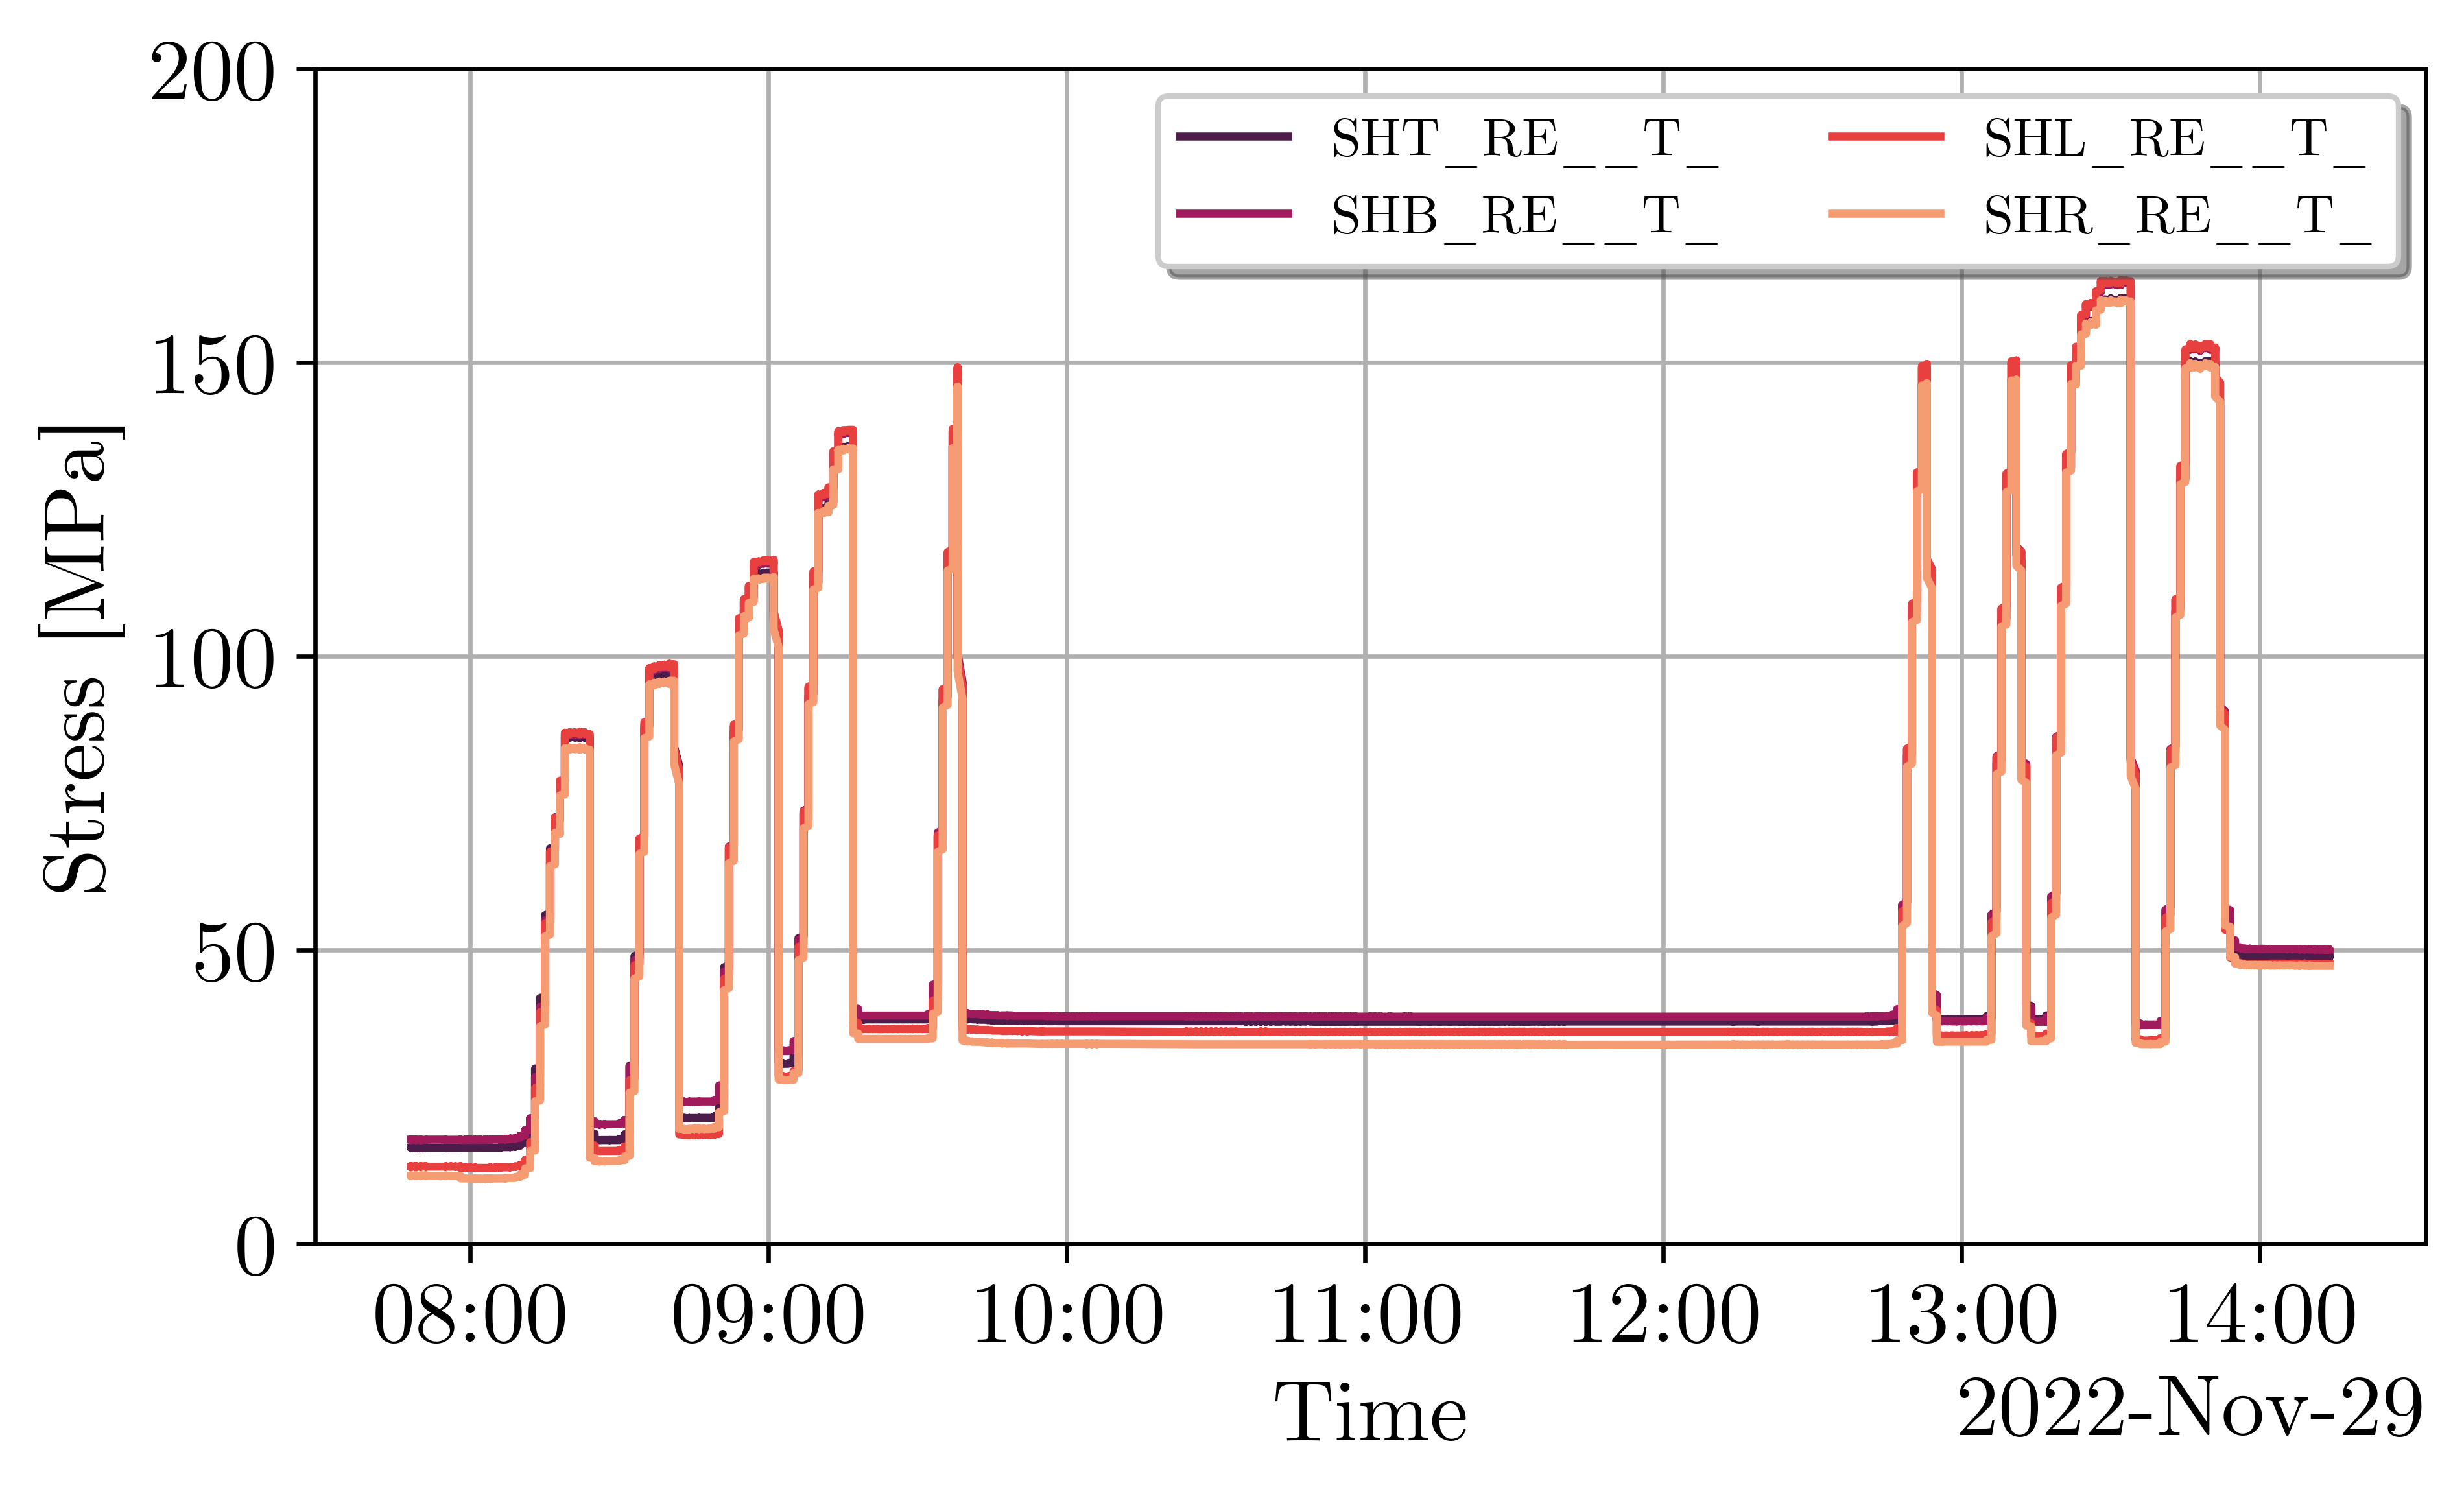 200
150
100
50
0
Stress [MPa]
SHT_RE__T_
SHB_RE__T_
SHL_RE__T_
SHR_RE__T_
08:00 09:00 10:00 11:00 12:00 13:00 14:00
Time
2022-Nov-29